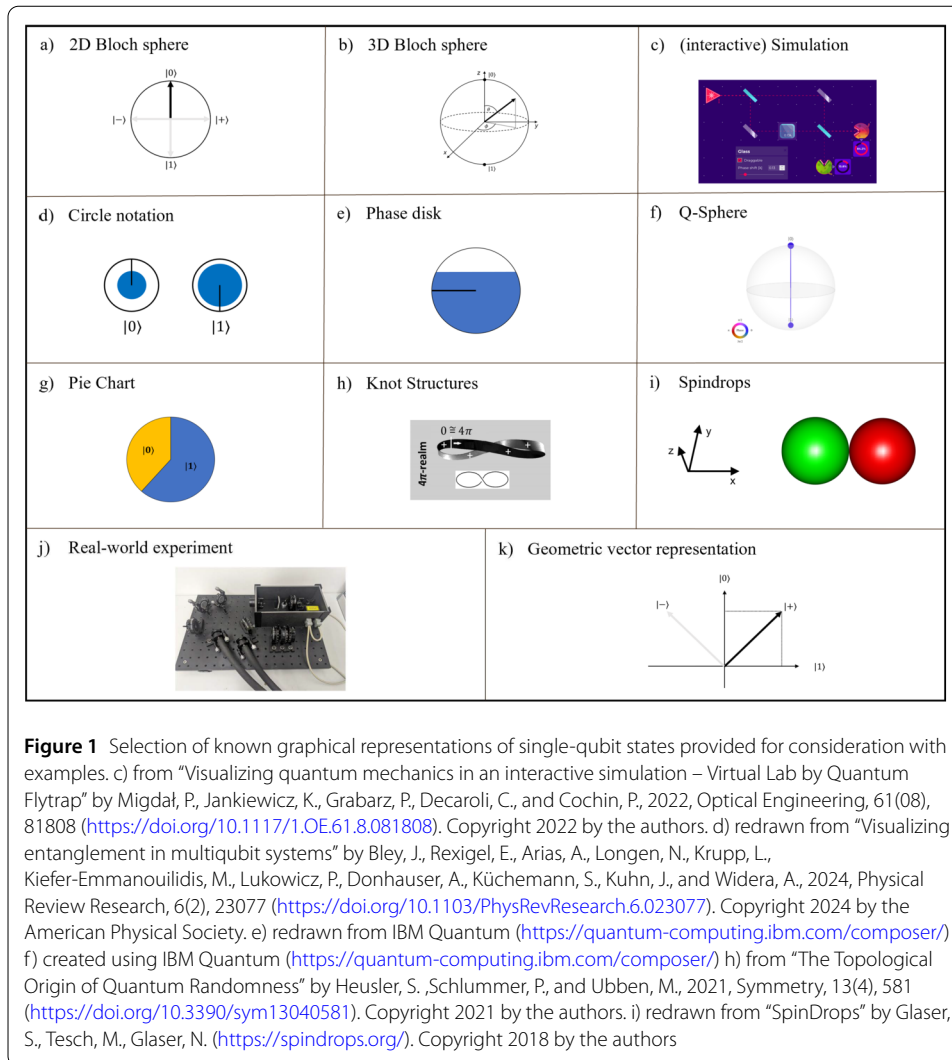 a) 2D Bloch sphere
|0⟩
|−⟩ |+⟩
|1⟩
b) 3D Bloch sphere
z |0⟩
y
x
|1⟩
c) (interactive) Simulation
Glass
Draggable
d) Circle notation
|0⟩ |1⟩
e) Phase disk
f) Q-Sphere
g) Pie Chart
|0⟩
|1⟩
h) Knot Structures
0 ≅ 4π
4π-realm
i) Spindrops
y
z
x
j) Real-world experiment
k) Geometric vector representation
|0⟩
|−⟩ |+⟩
|1⟩
Figure 1 Selection of known graphical representations of single-qubit states provided for consideration with
examples. c) from “Visualizing quantum mechanics in an interactive simulation – Virtual Lab by Quantum
Flytrap” by Migdał, P., Jankiewicz, K., Grabarz, P., Decaroli, C., and Cochin, P., 2022, Optical Engineering, 61(08),
81808 (https://doi.org/10.1117/1.OE.61.8.081808). Copyright 2022 by the authors. d) redrawn from “Visualizing
entanglement in multiqubit systems” by Bley, J., Rexigel, E., Arias, A., Longen, N., Krupp, L.,
Kiefer-Emmanouilidis, M., Lukowicz, P., Donhauser, A., Küchemann, S., Kuhn, J., and Widera, A., 2024, Physical
Review Research, 6(2), 23077 (https://doi.org/10.1103/PhysRevResearch.6.023077). Copyright 2024 by the
American Physical Society. e) redrawn from IBM Quantum (https://quantum-computing.ibm.com/composer/)
f) created using IBM Quantum (https://quantum-computing.ibm.com/composer/) h) from “The Topological
Origin of Quantum Randomness” by Heusler, S. ,Schlummer, P., and Ubben, M., 2021, Symmetry, 13(4), 581
(https://doi.org/10.3390/sym13040581). Copyright 2021 by the authors. i) redrawn from “SpinDrops” by Glaser,
S., Tesch, M., Glaser, N. (https://spindrops.org/). Copyright 2018 by the authors